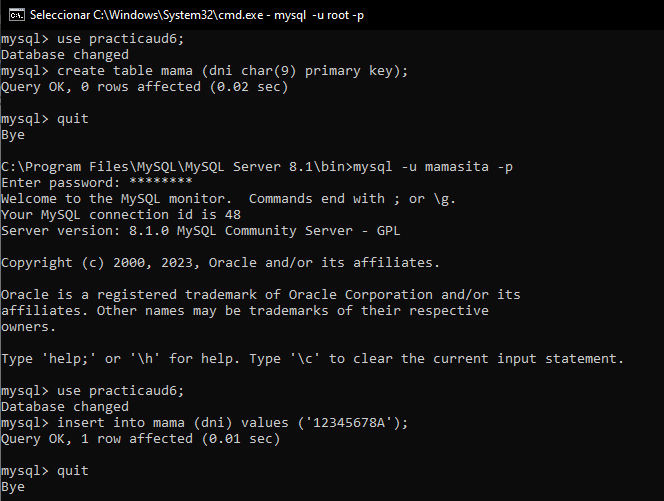 Seleccionar C:\Windows\System32\cmd.exe - mysql -u root -p
mysql> use practicaud6;
Database changed
mysql> create table mama (dni char(9) primary key);
Query OK, 0 rows affected (0.02 sec)
mysql> quit
Bye
C:\Program Files\MySQL\MySQL Server 8.1\bin>mysql -u mamasita -p
Enter password: ********
Welcome to the MySQL monitor.  Commands end with ; or \g.
Your MySQL connection id is 48
Server version: 8.1.0 MySQL Community Server - GPL
Copyright (c) 2000, 2023, Oracle and/or its affiliates.
Oracle is a registered trademark of Oracle Corporation and/or its
affiliates. Other names may be trademarks of their respective
owners.
Type 'help;' or '\h' for help. Type '\c' to clear the current input statement.
mysql> use practicaud6;
Database changed
mysql> insert into mama (dni) values ('12345678A');
Query OK, 1 row affected (0.01 sec)
mysql> quit
Bye